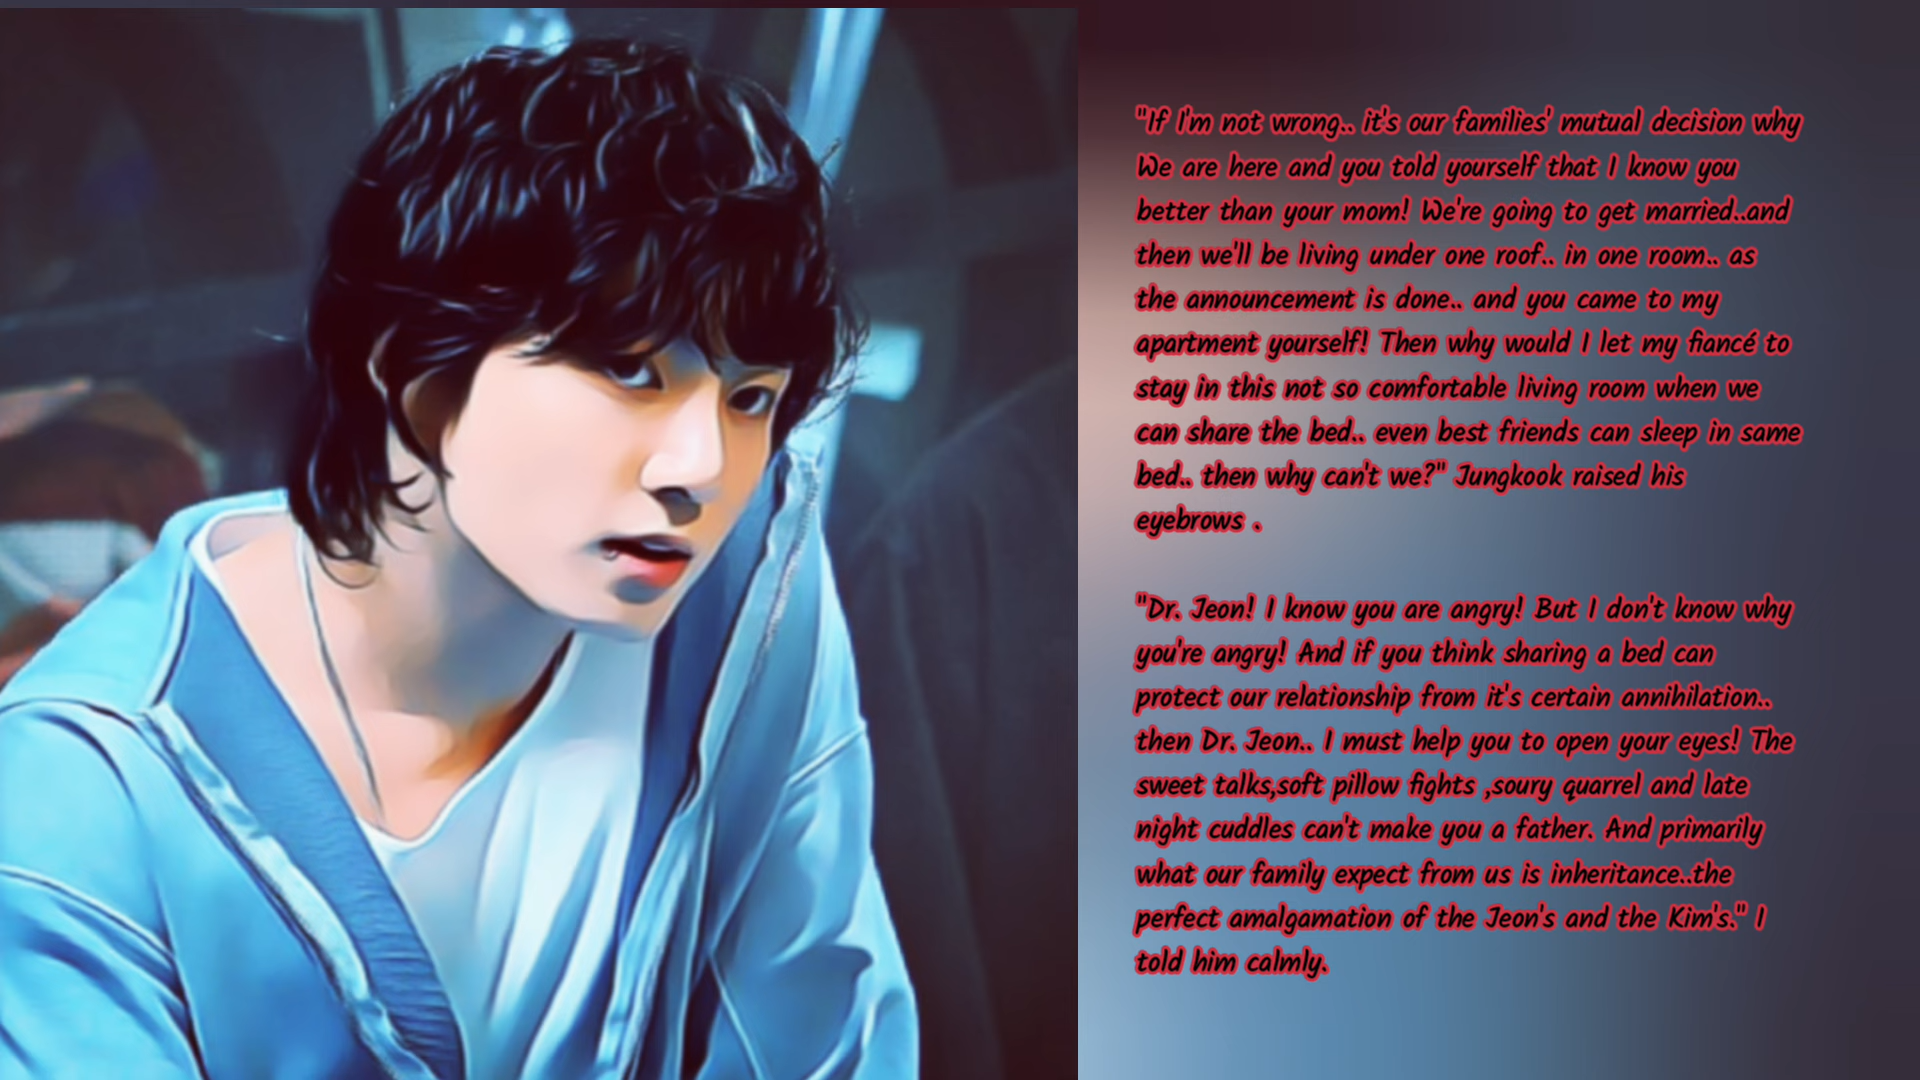 "If I'm not wrong.. it's our families' mutual decision why
We are here and you told yourself that I know you
better than your mom! We're going to get married..and
then we'll be living under one roof.. in one room.. as
the announcement is done.. and you came to my
apartment yourself! Then why would I let my fiancé to
stay in this not so comfortable living room when we
can share the bed.. even best friends can sleep in same
bed.. then why can't we?" Jungkook raised his
eyebrows .
"Dr. Jeon! I know you are angry! But I don't know why
you're angry! And if you think sharing a bed can
protect our relationship from it's certain annihilation..
then Dr. Jeon.. I must help you to open your eyes! The
sweet talks,soft pillow fights ,soury quarrel and late
night cuddles can't make you a father. And primarily
what our family expect from us is inheritance..the
perfect amalgamation of the Jeon's and the Kim's." I
told him calmly.